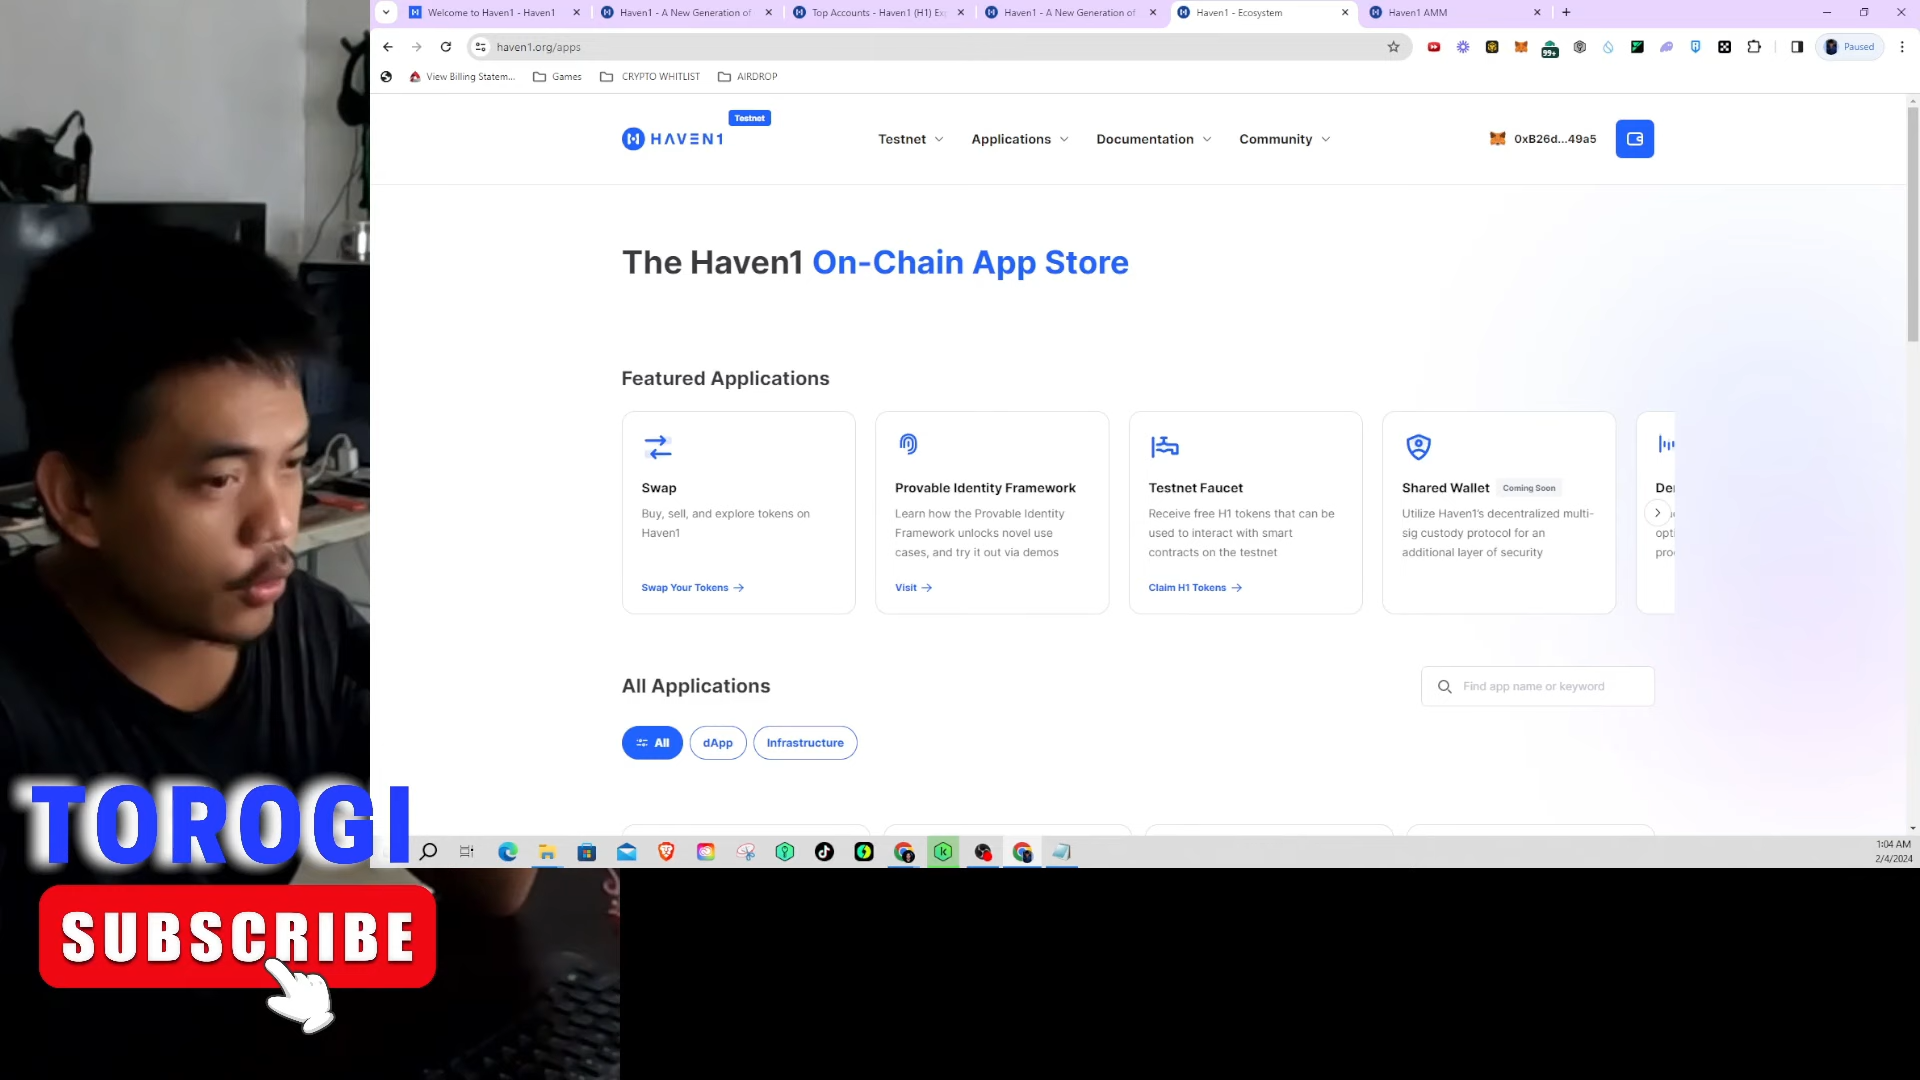 Welcome to Haven1 - Haven1
Haven1 - A New Generation of
Top Accounts - Haven1 (H1) Ex
Haven1 - A New Generation of
Haven1 - Ecosystem
Haven1 AMM
haven1.org/apps
99+
Paused
View Billing Statem...
Games
CRYPTO WHITLIST
AIRDROP
HAVEN1
Testnet
Testnet
Applications
Documentation
Community
0xB26d...49a5
The Haven1 On-Chain App Store
Featured Applications
Swap
Buy, sell, and explore tokens on
Haven1
Swap Your Tokens
Provable Identity Framework
Learn how the Provable Identity
Framework unlocks novel use
cases, and try it out via demos
Visit
Testnet Faucet
Receive free H1 tokens that can be
used to interact with smart
contracts on the testnet
Claim H1 Tokens
Shared Wallet
Coming Soon
Utilize Haven1's decentralized multi-
sig custody protocol for an
additional layer of security
All Applications
Find app name or keyword
All
dApp
Infrastructure
1:04 AM
2/4/2024
TOROGI
SUBSCRIBE